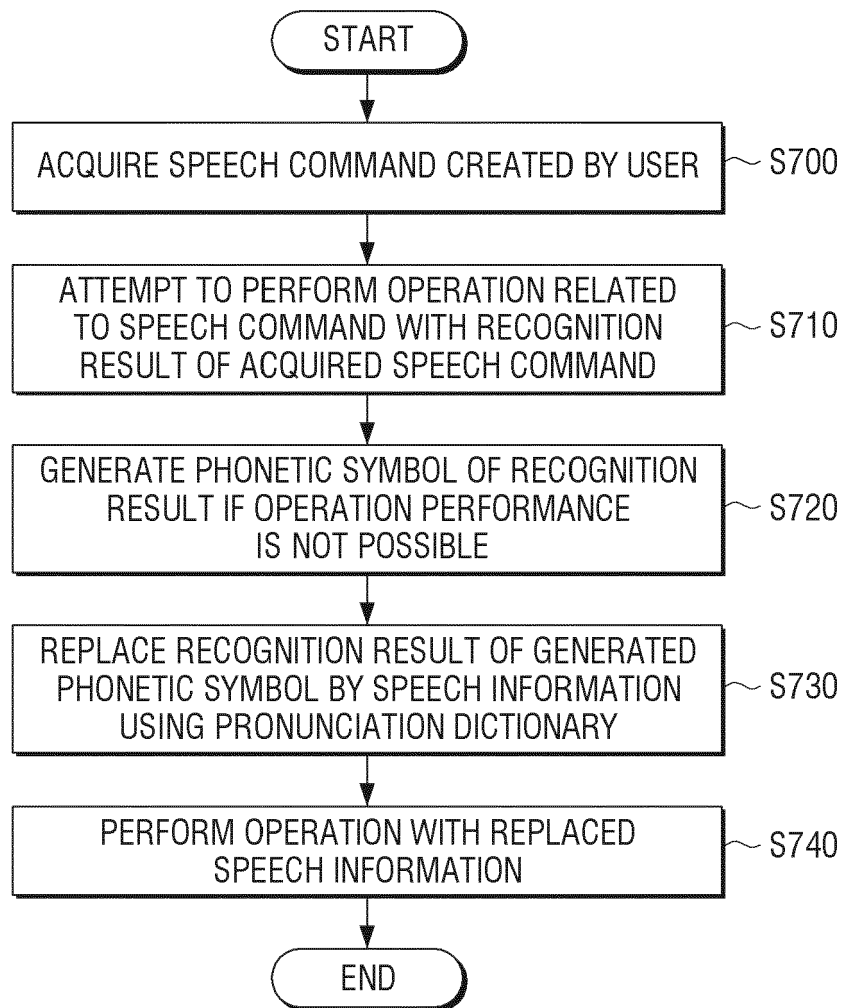 START
ACQUIRE SPEECH COMMAND CREATED BY USER
S700
ATTEMPT TO PERFORM OPERATION RELATED
TO SPEECH COMMAND WITH RECOGNITION
RESULT OF ACQUIRED SPEECH COMMAND
S710
GENERATE PHONETIC SYMBOL OF RECOGNITION
RESULT IF OPERATION PERFORMANCE
IS NOT POSSIBLE
S720
REPLACE RECOGNITION RESULT OF GENERATED
PHONETIC SYMBOL BY SPEECH INFORMATION
USING PRONUNCIATION DICTIONARY
S730
PERFORM OPERATION WITH REPLACED
SPEECH INFORMATION
S740
END